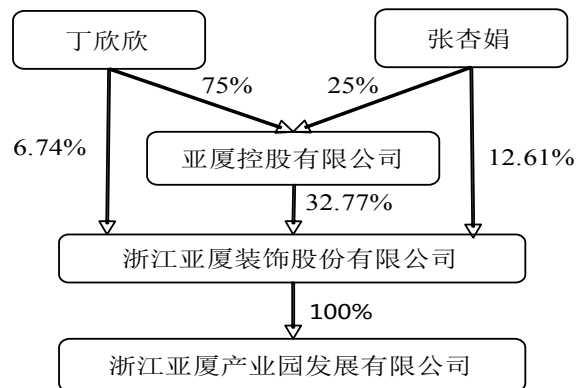 丁欣欣
张杏娟
75%
25%
6.74%
亚厦控股有限公司
12.61%
32.77%
浙江亚厦装饰股份有限公司
100%
浙江亚厦产业园发展有限公司